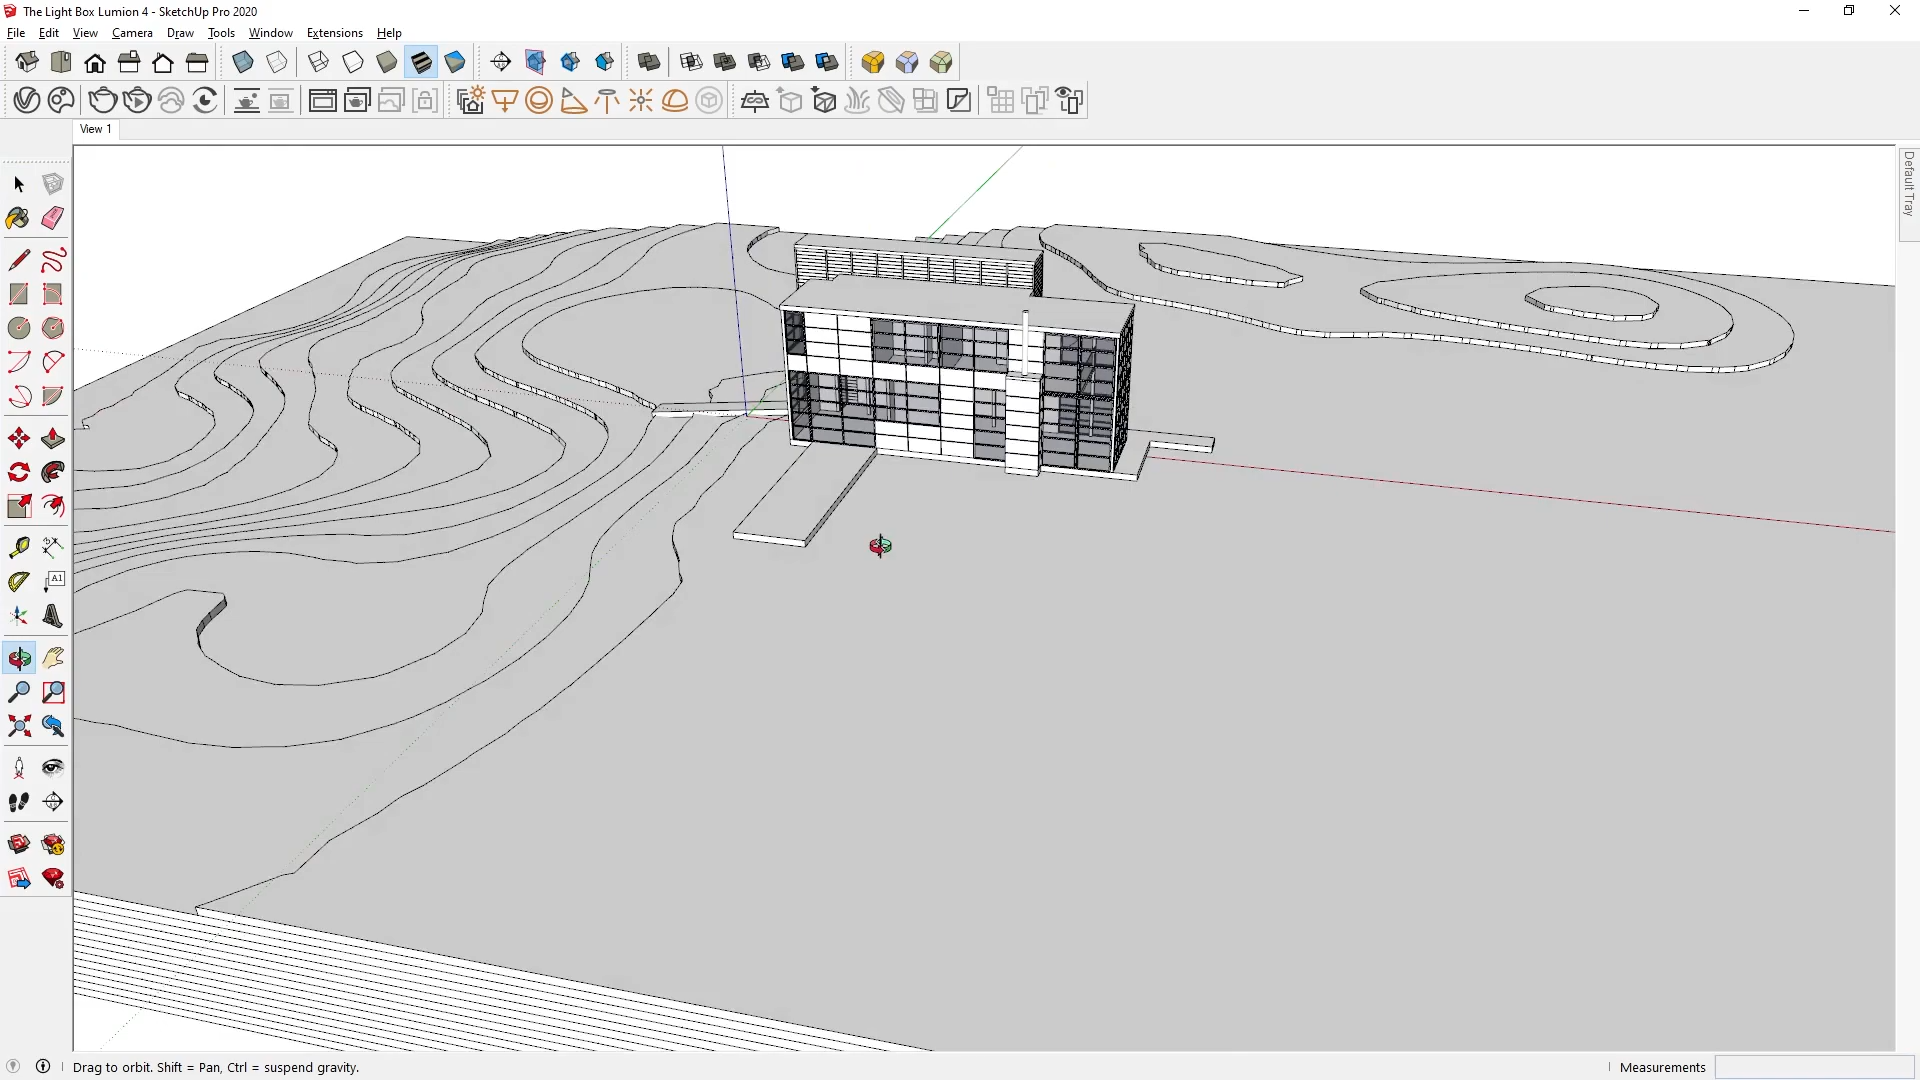 The Light Box Lumion 4 - SketchUp Pro 2020
File Edit View Camera Draw Tools Window Extensions Help
View 1
Default Tray
A1
Drag to orbit. Shift = Pan, Ctrl = suspend gravity.
Measurements